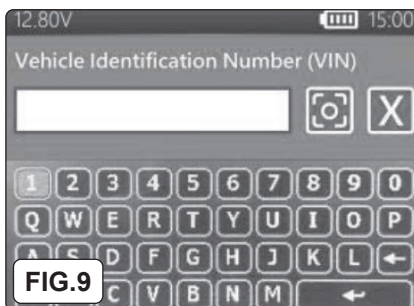 12.80V 15:00
Vehicle Identification Number (VIN)
X
1 2 3 4 5 6 7 8 9 0
Q W E R T Y U I O P
A S D F G H J K L ←
FIG.9 C V B N M ↵